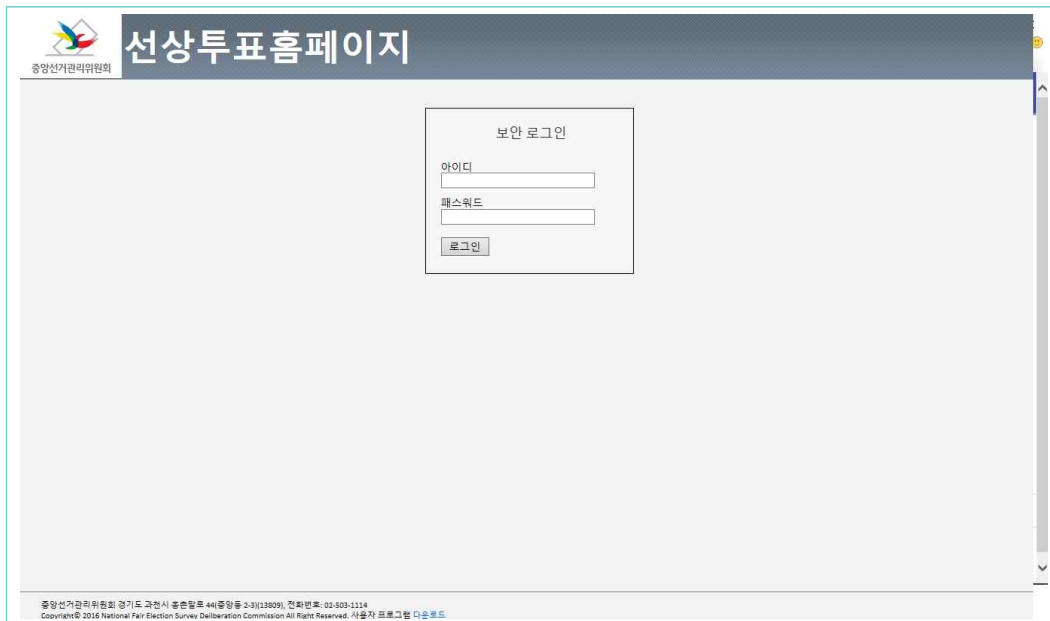 중앙선거관리위원회
선상투표홈페이지
보안 로그인
아이디
패스워드
로그인
중앙선거관리위원회 경기도 과천시 홍촌말로 44(중앙동 2-3)(13809), 전화번호: 02-503-1114
Copyright© 2016 National Fair Election Survey Deliberation Commission All Right Reserved. 사용자 프로그램 다운로드